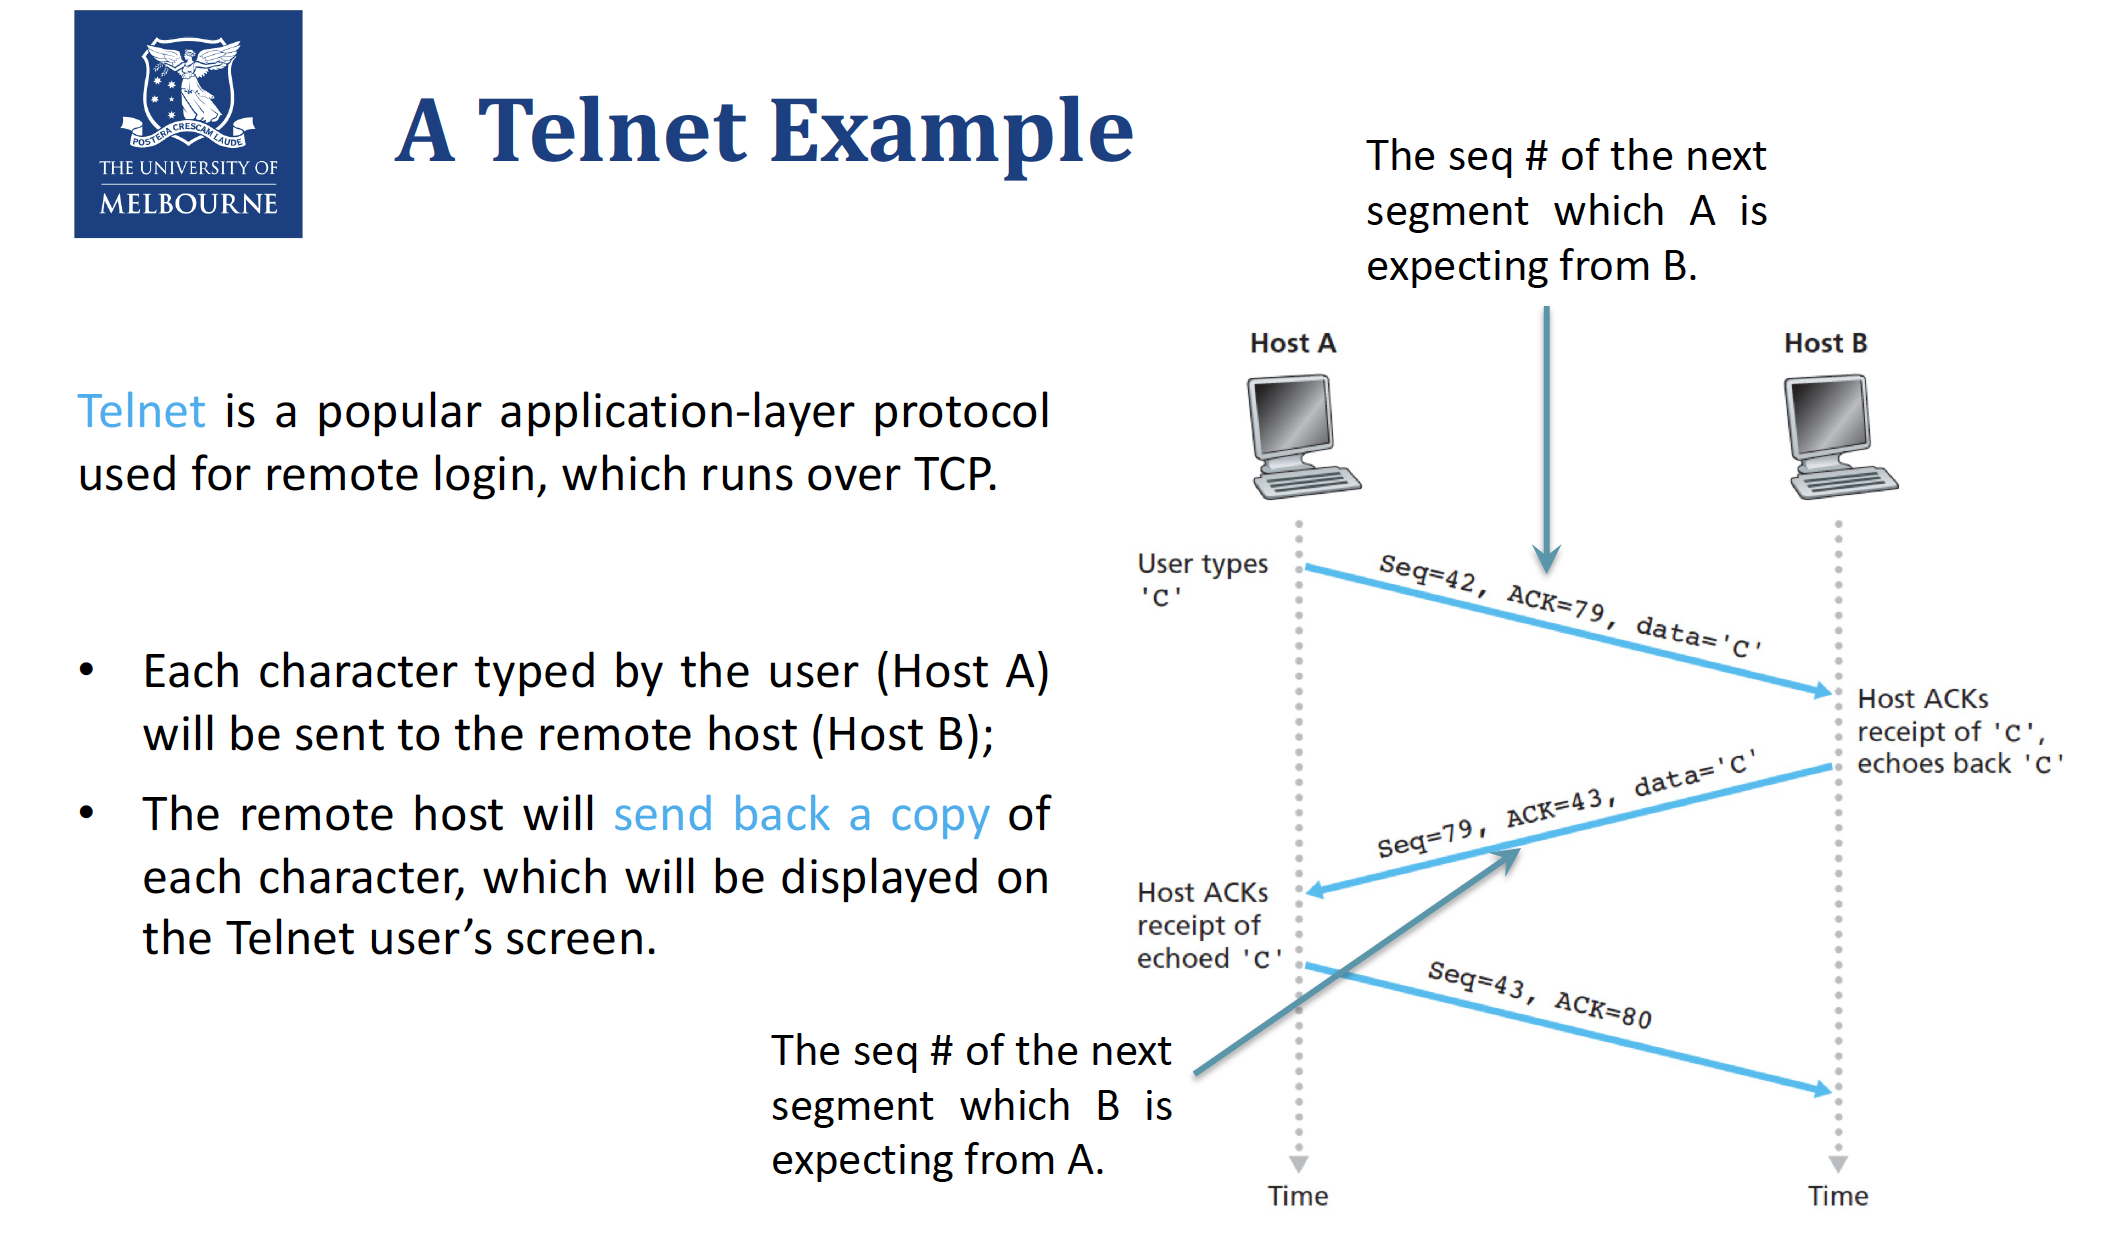 POSTERA CRESCAM LAUDE
THE UNIVERSITY OF
MELBOURNE
A Telnet Example
The seq # of the next
segment which A is
expecting from B.
Telnet is a popular application-layer protocol
used for remote login, which runs over TCP.
• Each character typed by the user (Host A)
will be sent to the remote host (Host B);
• The remote host will send back a copy of
each character, which will be displayed on
the Telnet user’s screen.
Host A
Host B
User types
'C'
Seq=42, ACK=79, data='C'
Host ACKs
receipt of 'C',
echoes back 'C'
Seq=79, ACK=43, data='C'
Host ACKs
receipt of
echoed 'C'
Seq=43, ACK=80
The seq # of the next
segment which B is
expecting from A.
Time
Time